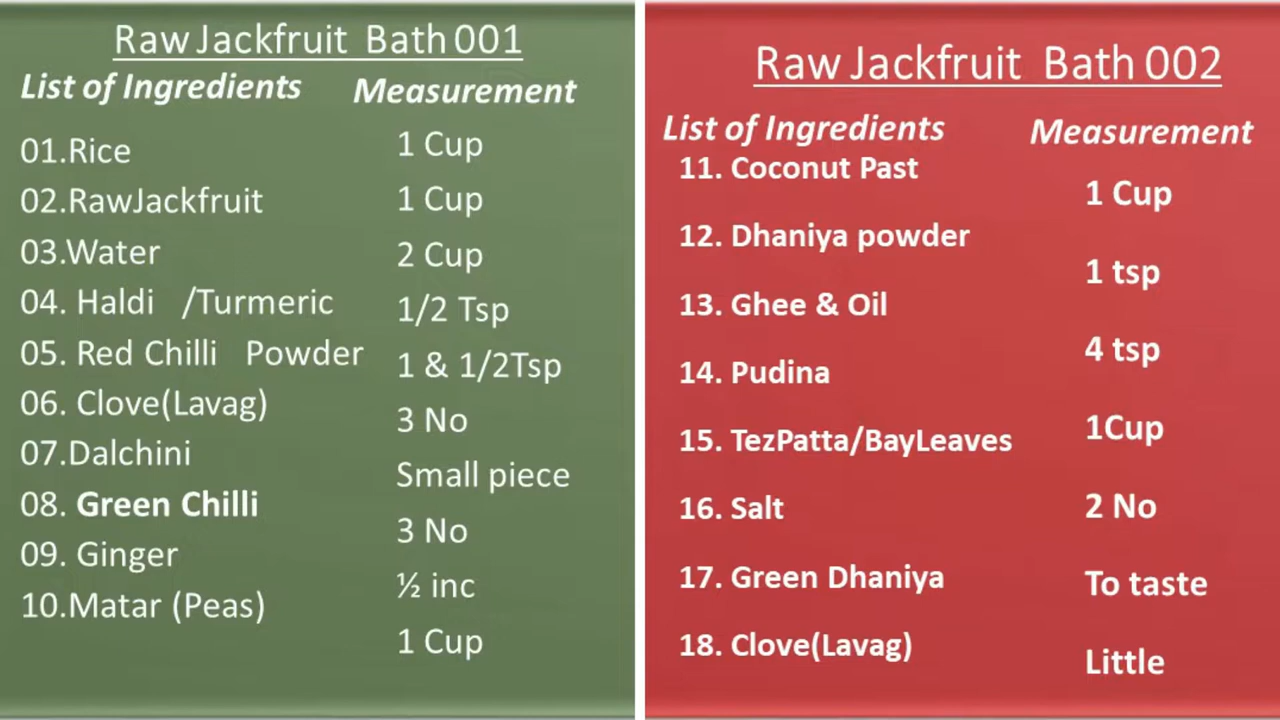 Raw Jackfruit Bath 001
List of Ingredients Measurement
01.Rice 1 Cup
02.RawJackfruit 1 Cup
03.Water 2 Cup
04. Haldi /Turmeric 1/2 Tsp
05. Red Chilli Powder 1 & 1/2Tsp
06. Clove(Lavag) 3 No
07.Dalchini Small piece
08. Green Chilli 3 No
09. Ginger ½ inc
10.Matar (Peas) 1 Cup
Raw Jackfruit Bath 002
List of Ingredients Measurement
11. Coconut Past 1 Cup
12. Dhaniya powder 1 tsp
13. Ghee & Oil 4 tsp
14. Pudina 1Cup
15. TezPatta/BayLeaves 2 No
16. Salt To taste
17. Green Dhaniya Little
18. Clove(Lavag)